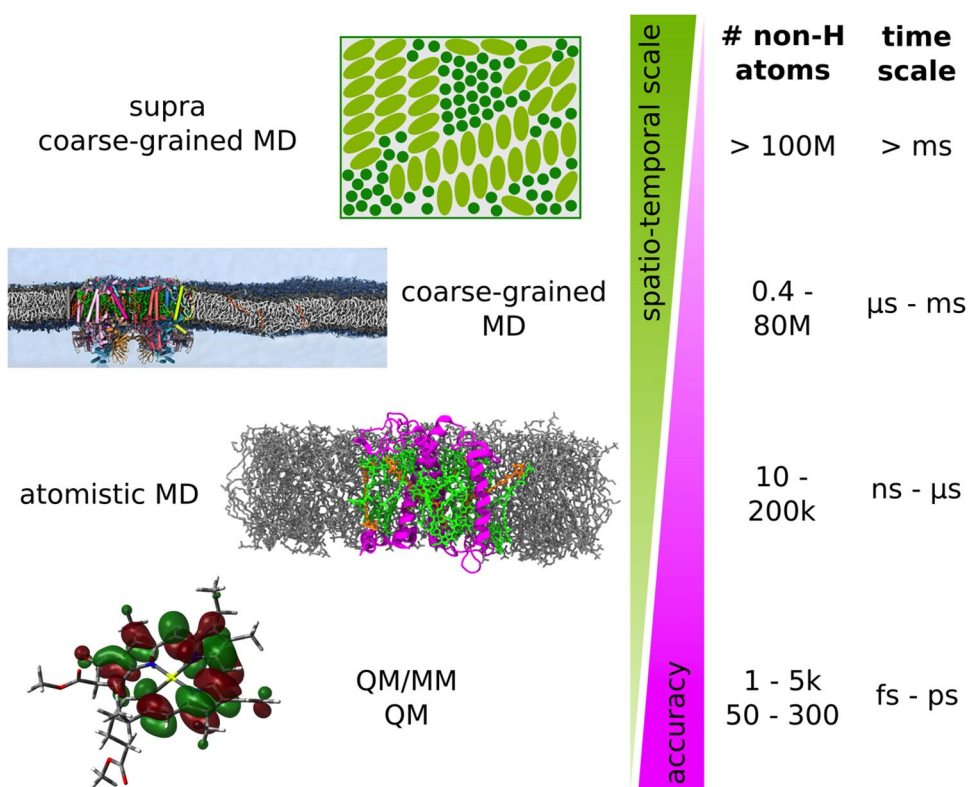 # non-H
atoms
time
scale
supra
coarse-grained MD
> 100M
> ms
spatio-temporal scale
coarse-grained
MD
0.4 -
80M
μs - ms
atomistic MD
10 -
200k
ns - μs
QM/MM
QM
accuracy
1 - 5k
50 - 300
fs - ps